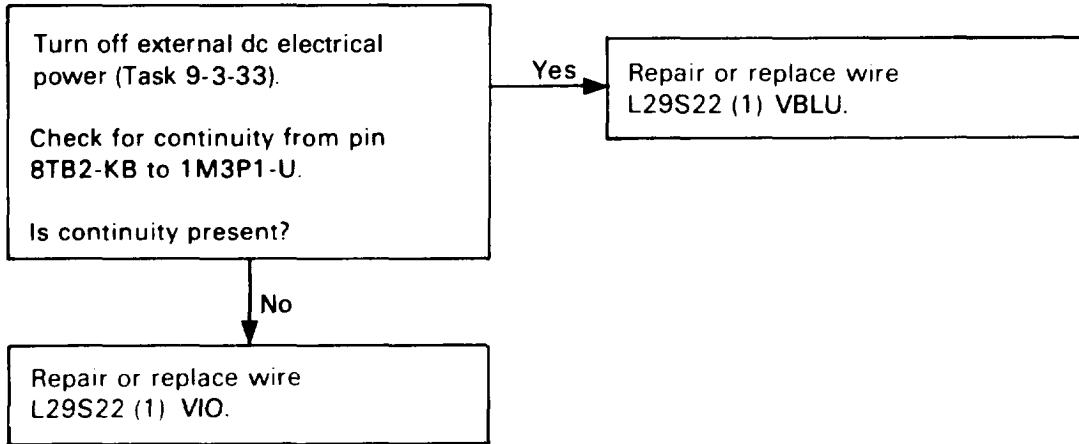 Turn off external dc electrical
power (Task 9-3-33).
Check for continuity from pin
8TB2-KB to 1M3P1-U.
Is continuity present?
Yes
Repair or replace wire
L29S22 (1) VBLU.
No
Repair or replace wire
L29S22 (1) VIO.